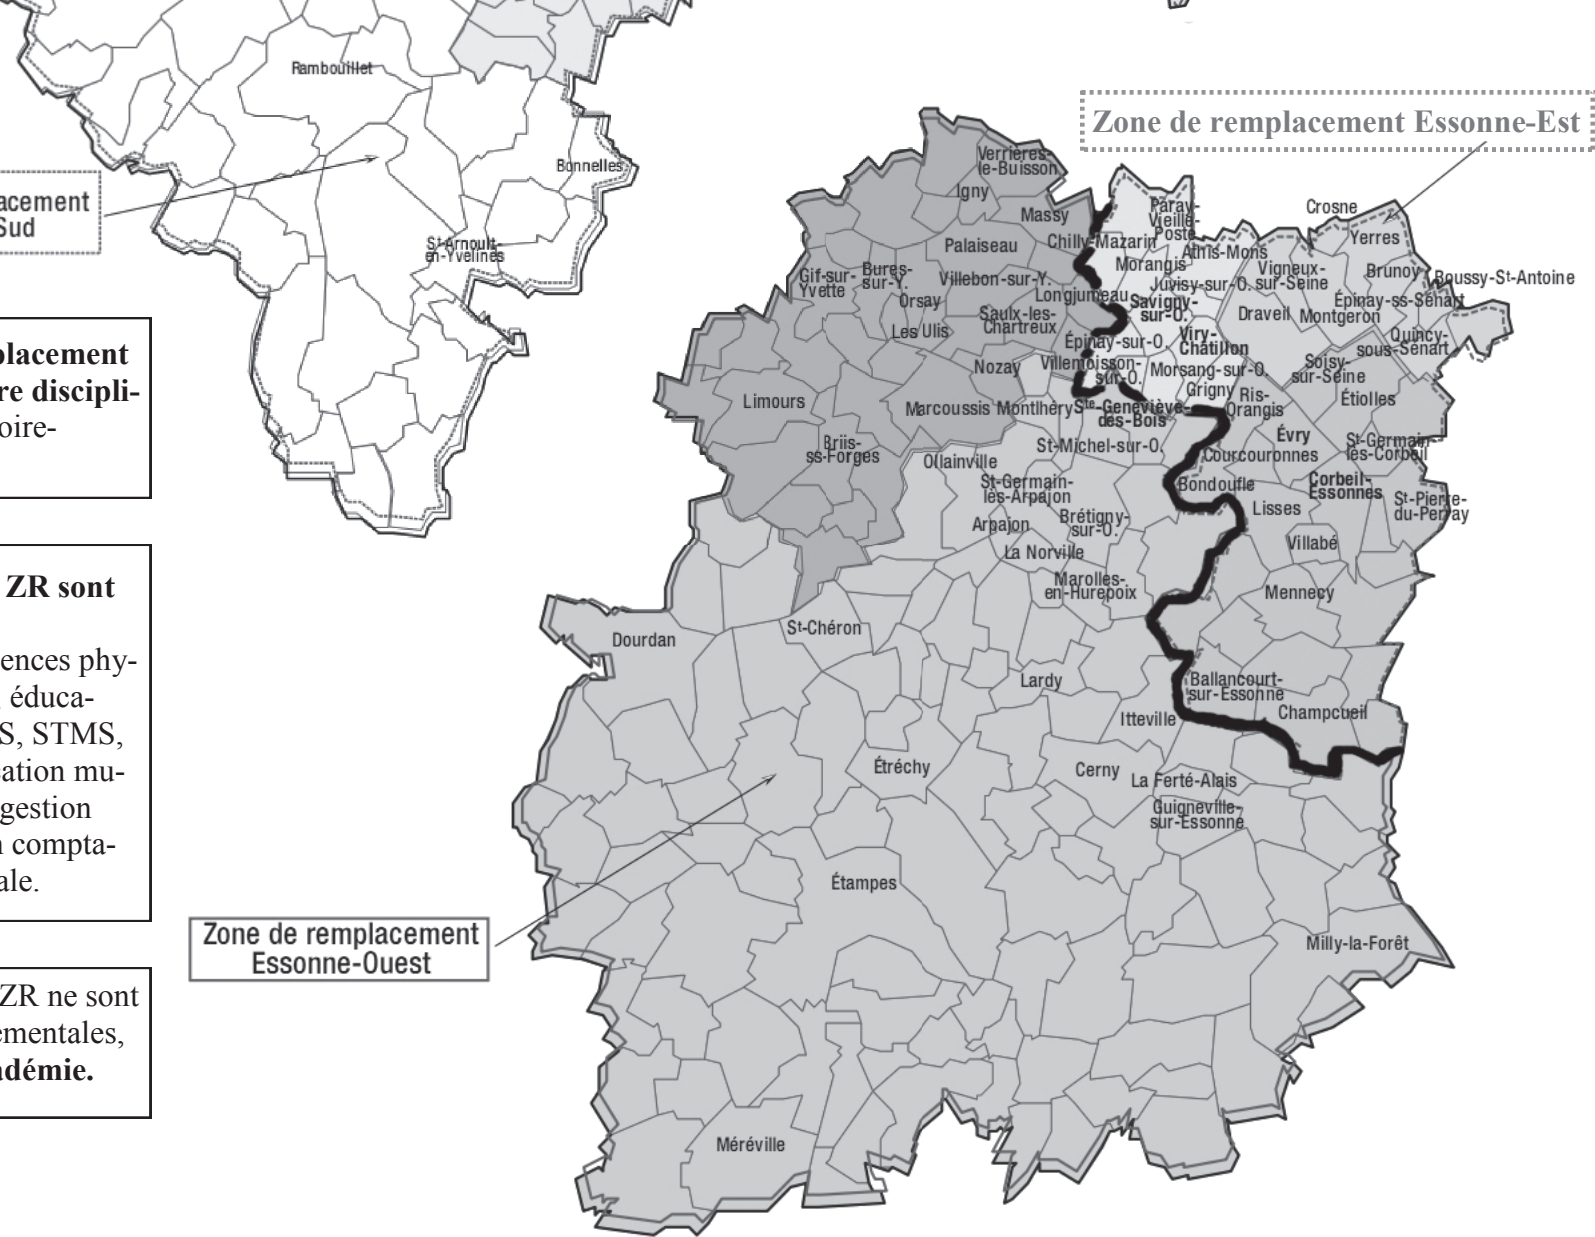 Rambouillet
Bonnelles
St-Arnoult-
en-Yvelines
acement
Sud
placement
re discipli-
oire-
ZR sont
ences phy-
éduca-
S, STMS,
cation mu-
gestion
n compta-
ale.
ZR ne sont
ementales,
adémie.
Zone de remplacement Essonne-Est
Zone de remplacement
Essonne-Ouest
Verrières-
le-Buisson
Igny
Massy
Paray-
Vieille-
Poste
Crosne
Yerres
Palaiseau
Chilly-Mazarin
Athis-Mons
Morangis
Vigneux-
sur-Seine
Brunoy
Boussy-St-Antoine
Gif-sur-
Yvette
Bures-
sur-Y.
Villebon-sur-Y.
Juvisy-sur-O.
Orsay
Longjumeau
Savigny-
sur-O.
Épinay-ss-Sénart
Draveil
Montgeron
Les Ulis
Saulx-les-
Chartreux
Épinay-sur-O.
Viry-
Châtillon
Quincy-
sous-Sénart
Nozay
Villemoisson-
sur-O.
Morsang-sur-O.
Soisy-
sur-Seine
Grigny
Étiolles
Limours
Marcoussis
Montlhéry
Ste-Geneviève-
des-Bois
Ris-
Orangis
Briis-
ss-Forges
St-Michel-sur-O.
Évry
Courcouronnes
St-Germain-
lès-Corbeil
Ollainville
St-Germain-
lès-Arpajon
Bondoufle
Corbeil-
Essonnes
Lisses
St-Pierre-
du-Perray
Arpajon
Brétigny-
sur-O.
Villabé
La Norville
Marolles-
en-Hurepoix
Mennecy
Dourdan
St-Chéron
Lardy
Ballancourt-
sur-Essonne
Itteville
Champcueil
Étréchy
Cerny
La Ferté-Alais
Guigneville-
sur-Essonne
Étampes
Milly-la-Forêt
Méréville